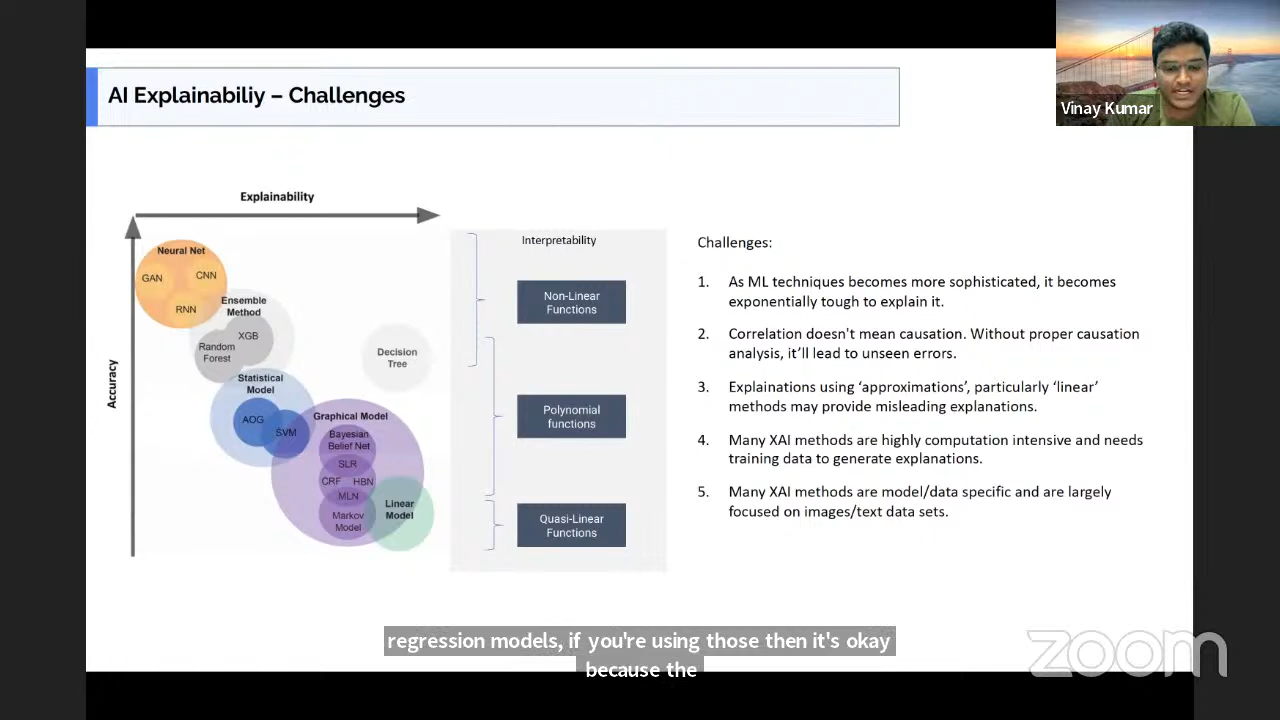 AI Explainabiliy – Challenges
Vinay Kumar
Explainability
Accuracy
Neural Net
GAN
CNN
RNN
Ensemble
Method
XGB
Random
Forest
Decision
Tree
Statistical
Model
AOG
SVM
Graphical Model
Bayesian
Belief Net
SLR
CRF
HBN
MLN
Markov
Model
Linear
Model
Interpretability
Non-Linear
Functions
Polynomial
functions
Quasi-Linear
Functions
Challenges:
1. As ML techniques becomes more sophisticated, it becomes
exponentially tough to explain it.
2. Correlation doesn't mean causation. Without proper causation
analysis, it'll lead to unseen errors.
3. Explainations using ‘approximations’, particularly ‘linear’
methods may provide misleading explanations.
4. Many XAI methods are highly computation intensive and needs
training data to generate explanations.
5. Many XAI methods are model/data specific and are largely
focused on images/text data sets.
regression models, if you're using those then it's okay
because the
zoom